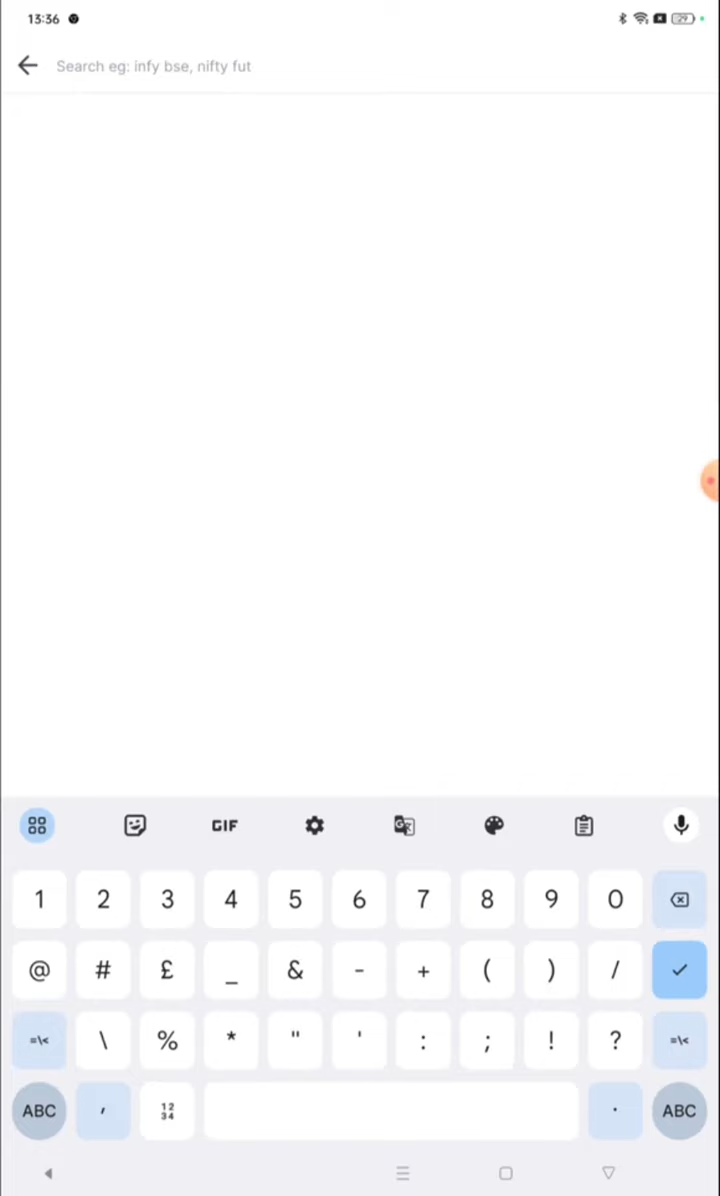 13:36
29
Search eg: infy bse, nifty fut
GIF
1 2 3 4 5 6 7 8 9 0
@ # £ _ & - + ( ) /
=\< \ % * " ' : ; ! ? =\<
ABC , 12 . ABC
34